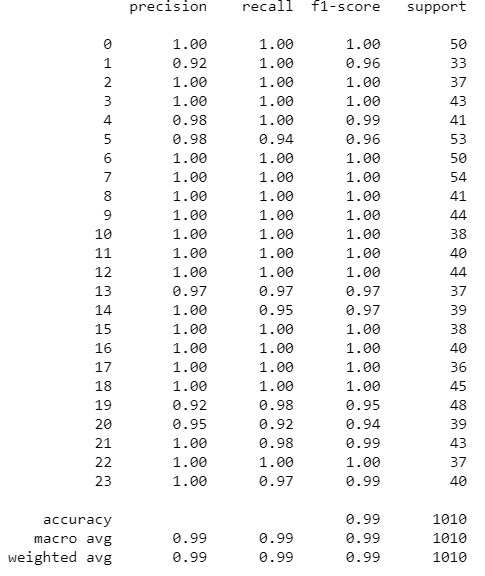 precision recall f1-score support
0 1.00 1.00 1.00 50
1 0.92 1.00 0.96 33
2 1.00 1.00 1.00 37
3 1.00 1.00 1.00 43
4 0.98 1.00 0.99 41
5 0.98 0.94 0.96 53
6 1.00 1.00 1.00 50
7 1.00 1.00 1.00 54
8 1.00 1.00 1.00 41
9 1.00 1.00 1.00 44
10 1.00 1.00 1.00 38
11 1.00 1.00 1.00 40
12 1.00 1.00 1.00 44
13 0.97 0.97 0.97 37
14 1.00 0.95 0.97 39
15 1.00 1.00 1.00 38
16 1.00 1.00 1.00 40
17 1.00 1.00 1.00 36
18 1.00 1.00 1.00 45
19 0.92 0.98 0.95 48
20 0.95 0.92 0.94 39
21 1.00 0.98 0.99 43
22 1.00 1.00 1.00 37
23 1.00 0.97 0.99 40
accuracy 0.99 1010
macro avg 0.99 0.99 0.99 1010
weighted avg 0.99 0.99 0.99 1010